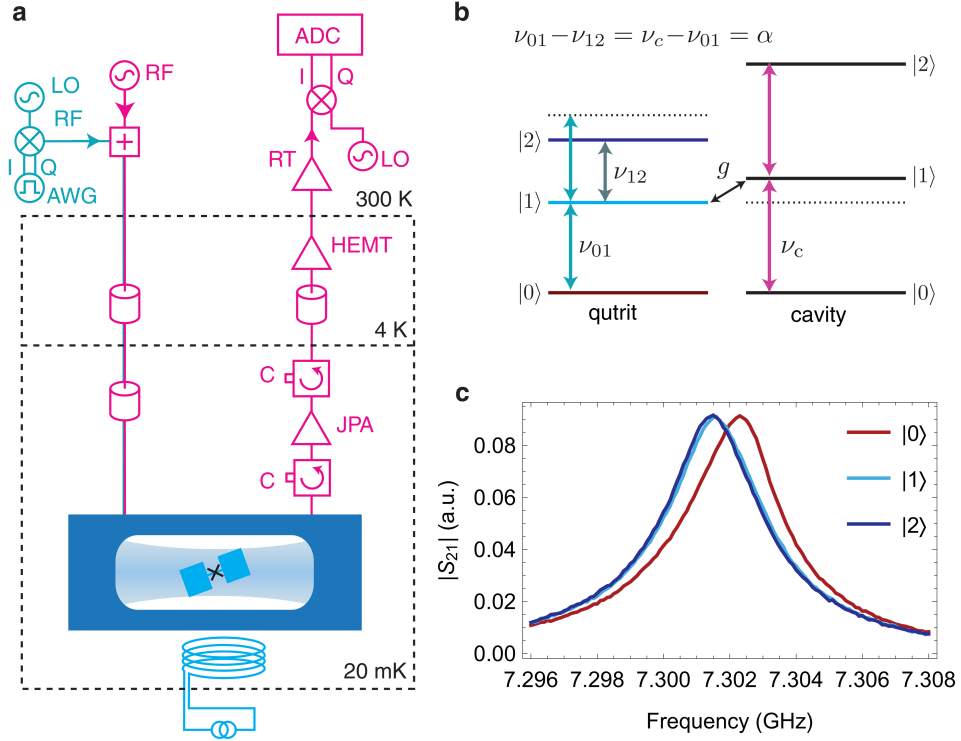 a
ADC
I Q
LO
RF
RF
I Q
AWG
LO
RT
300 K
HEMT
4 K
C
JPA
C
20 mK
b
ν01−ν12 = νc−ν01 = α
|2⟩
|2⟩
ν12
g
|1⟩
|1⟩
ν01
νc
|0⟩
|0⟩
qutrit
cavity
c
|S21| (a.u.)
0.08
0.06
0.04
0.02
0.00
|0⟩
|1⟩
|2⟩
7.296 7.298 7.300 7.302 7.304 7.306 7.308
Frequency (GHz)